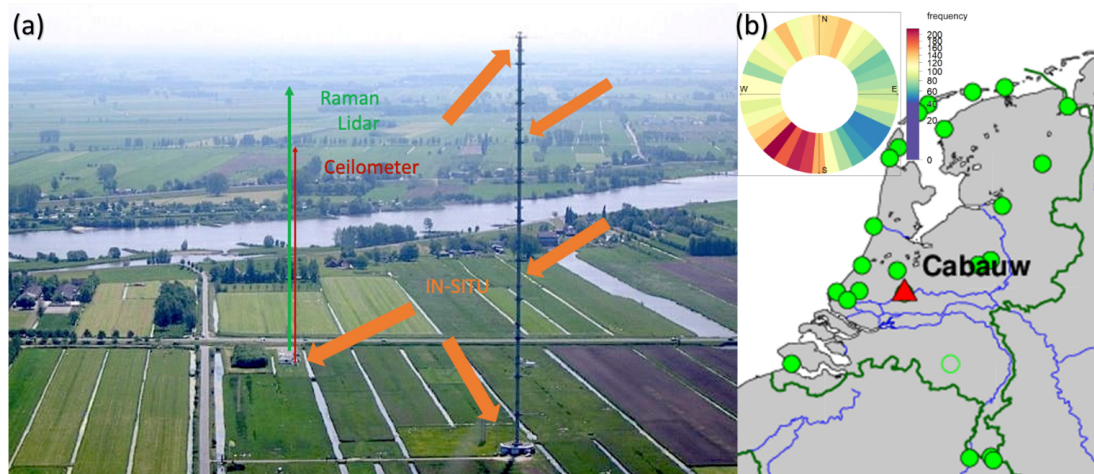 (a)
Raman
Lidar
Ceilometer
IN-SITU
(b)
N
W
E
S
frequency
200
180
160
140
120
100
80
60
40
20
0
Cabauw